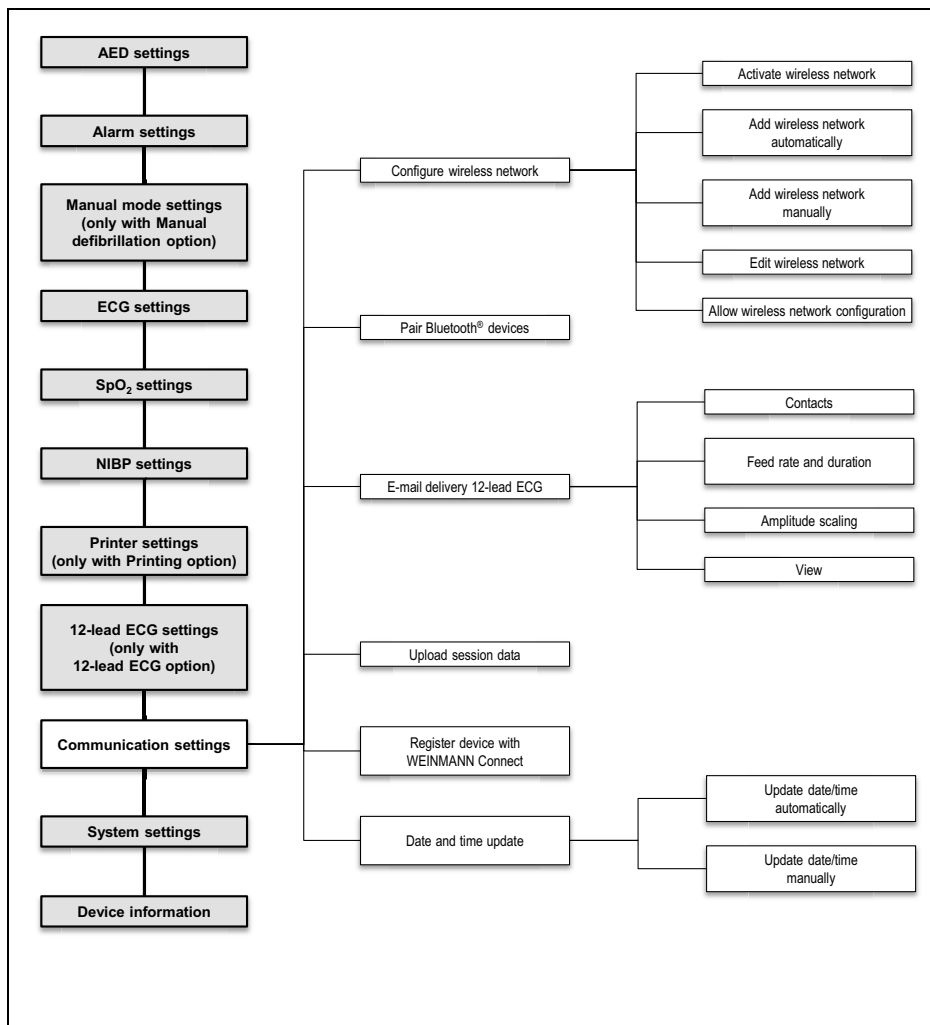 AED settings
Alarm settings
Manual mode settings
(only with Manual
defibrillation option)
ECG settings
SpO₂ settings
NIBP settings
Printer settings
(only with Printing option)
12-lead ECG settings
(only with
12-lead ECG option)
Communication settings
System settings
Device information
Configure wireless network
Pair Bluetooth® devices
E-mail delivery 12-lead ECG
Upload session data
Register device with
WEINMANN Connect
Date and time update
Activate wireless network
Add wireless network
automatically
Add wireless network
manually
Edit wireless network
Allow wireless network configuration
Contacts
Feed rate and duration
Amplitude scaling
View
Update date/time
automatically
Update date/time
manually